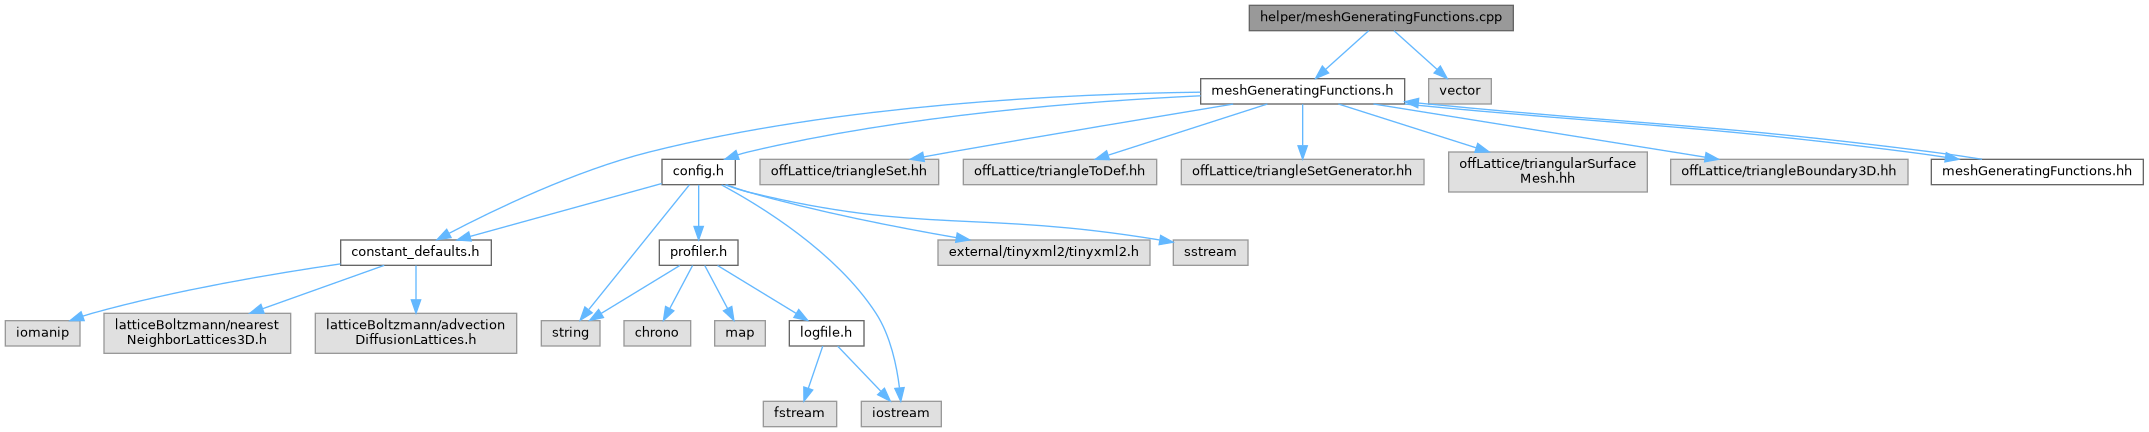 helper/meshGeneratingFunctions.cpp
meshGeneratingFunctions.h
vector
config.h
offLattice/triangleSet.hh
offLattice/triangleToDef.hh
offLattice/triangleSetGenerator.hh
offLattice/triangularSurface
Mesh.hh
offLattice/triangleBoundary3D.hh
meshGeneratingFunctions.hh
constant_defaults.h
profiler.h
external/tinyxml2/tinyxml2.h
sstream
iomanip
latticeBoltzmann/nearest
NeighborLattices3D.h
latticeBoltzmann/advection
DiffusionLattices.h
string
chrono
map
logfile.h
fstream
iostream